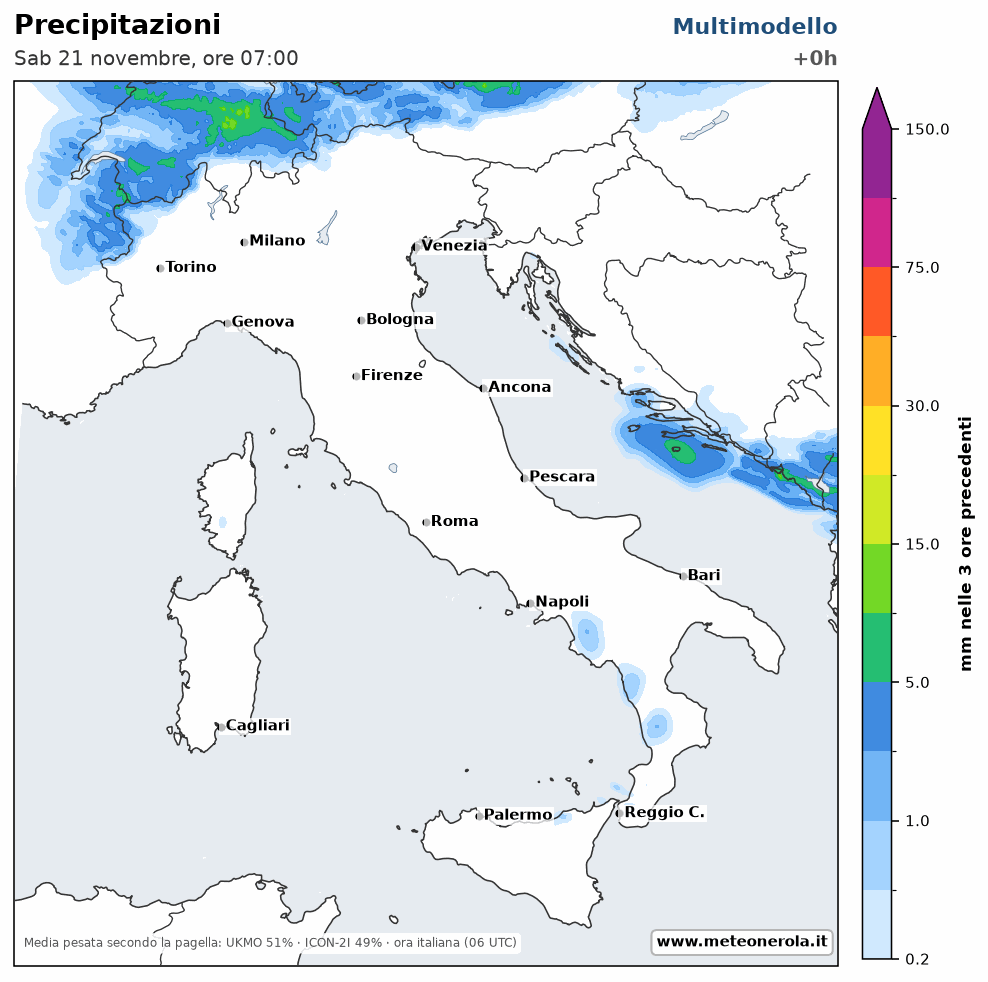 Precipitazioni
Multimodello
Sab 21 novembre, ore 07:00
+0h
150.0
75.0
30.0
15.0
5.0
1.0
0.2
mm nelle 3 ore precedenti
Milano
Venezia
Torino
Genova
Bologna
Firenze
Ancona
Pescara
Roma
Bari
Napoli
Cagliari
Palermo
Reggio C.
Media pesata secondo la pagella: UKMO 51% · ICON-2I 49% · ora italiana (06 UTC)
www.meteonerola.it